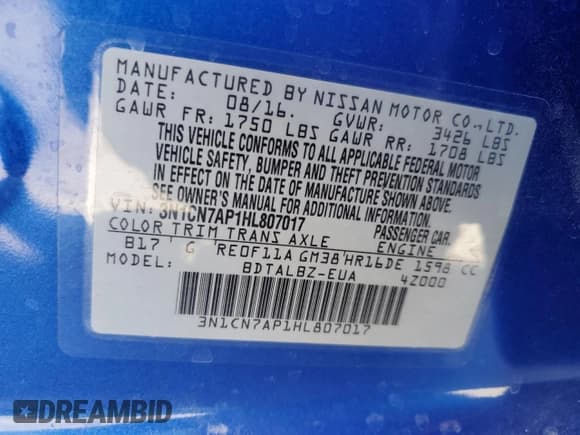 MANUFACTURED BY NISSAN MOTOR CO., LTD.
DATE: 08/16. GVWR: 3426 LBS
GAWR FR: 1750 LBS GAWR RR: 1708 LBS
THIS VEHICLE CONFORMS TO ALL APPLICABLE FEDERAL MOTOR
VEHICLE SAFETY, BUMPER AND THEFT PREVENTION STANDARDS
IN EFFECT ON THE DATE OF MANUFACTURE SHOWN ABOVE.
SEE OWNER'S MANUAL FOR ADDITIONAL INFORMATION.
VIN: 3N1CN7AP1HL807017 PASSENGER CAR
COLOR TRIM TRANS AXLE ENGINE
B17 G RE0F11A GM38 HR16DE 1598 CC
MODEL: BDTALBZ-EUA 42000
3N1CN7AP1HL807017
DREAMBID